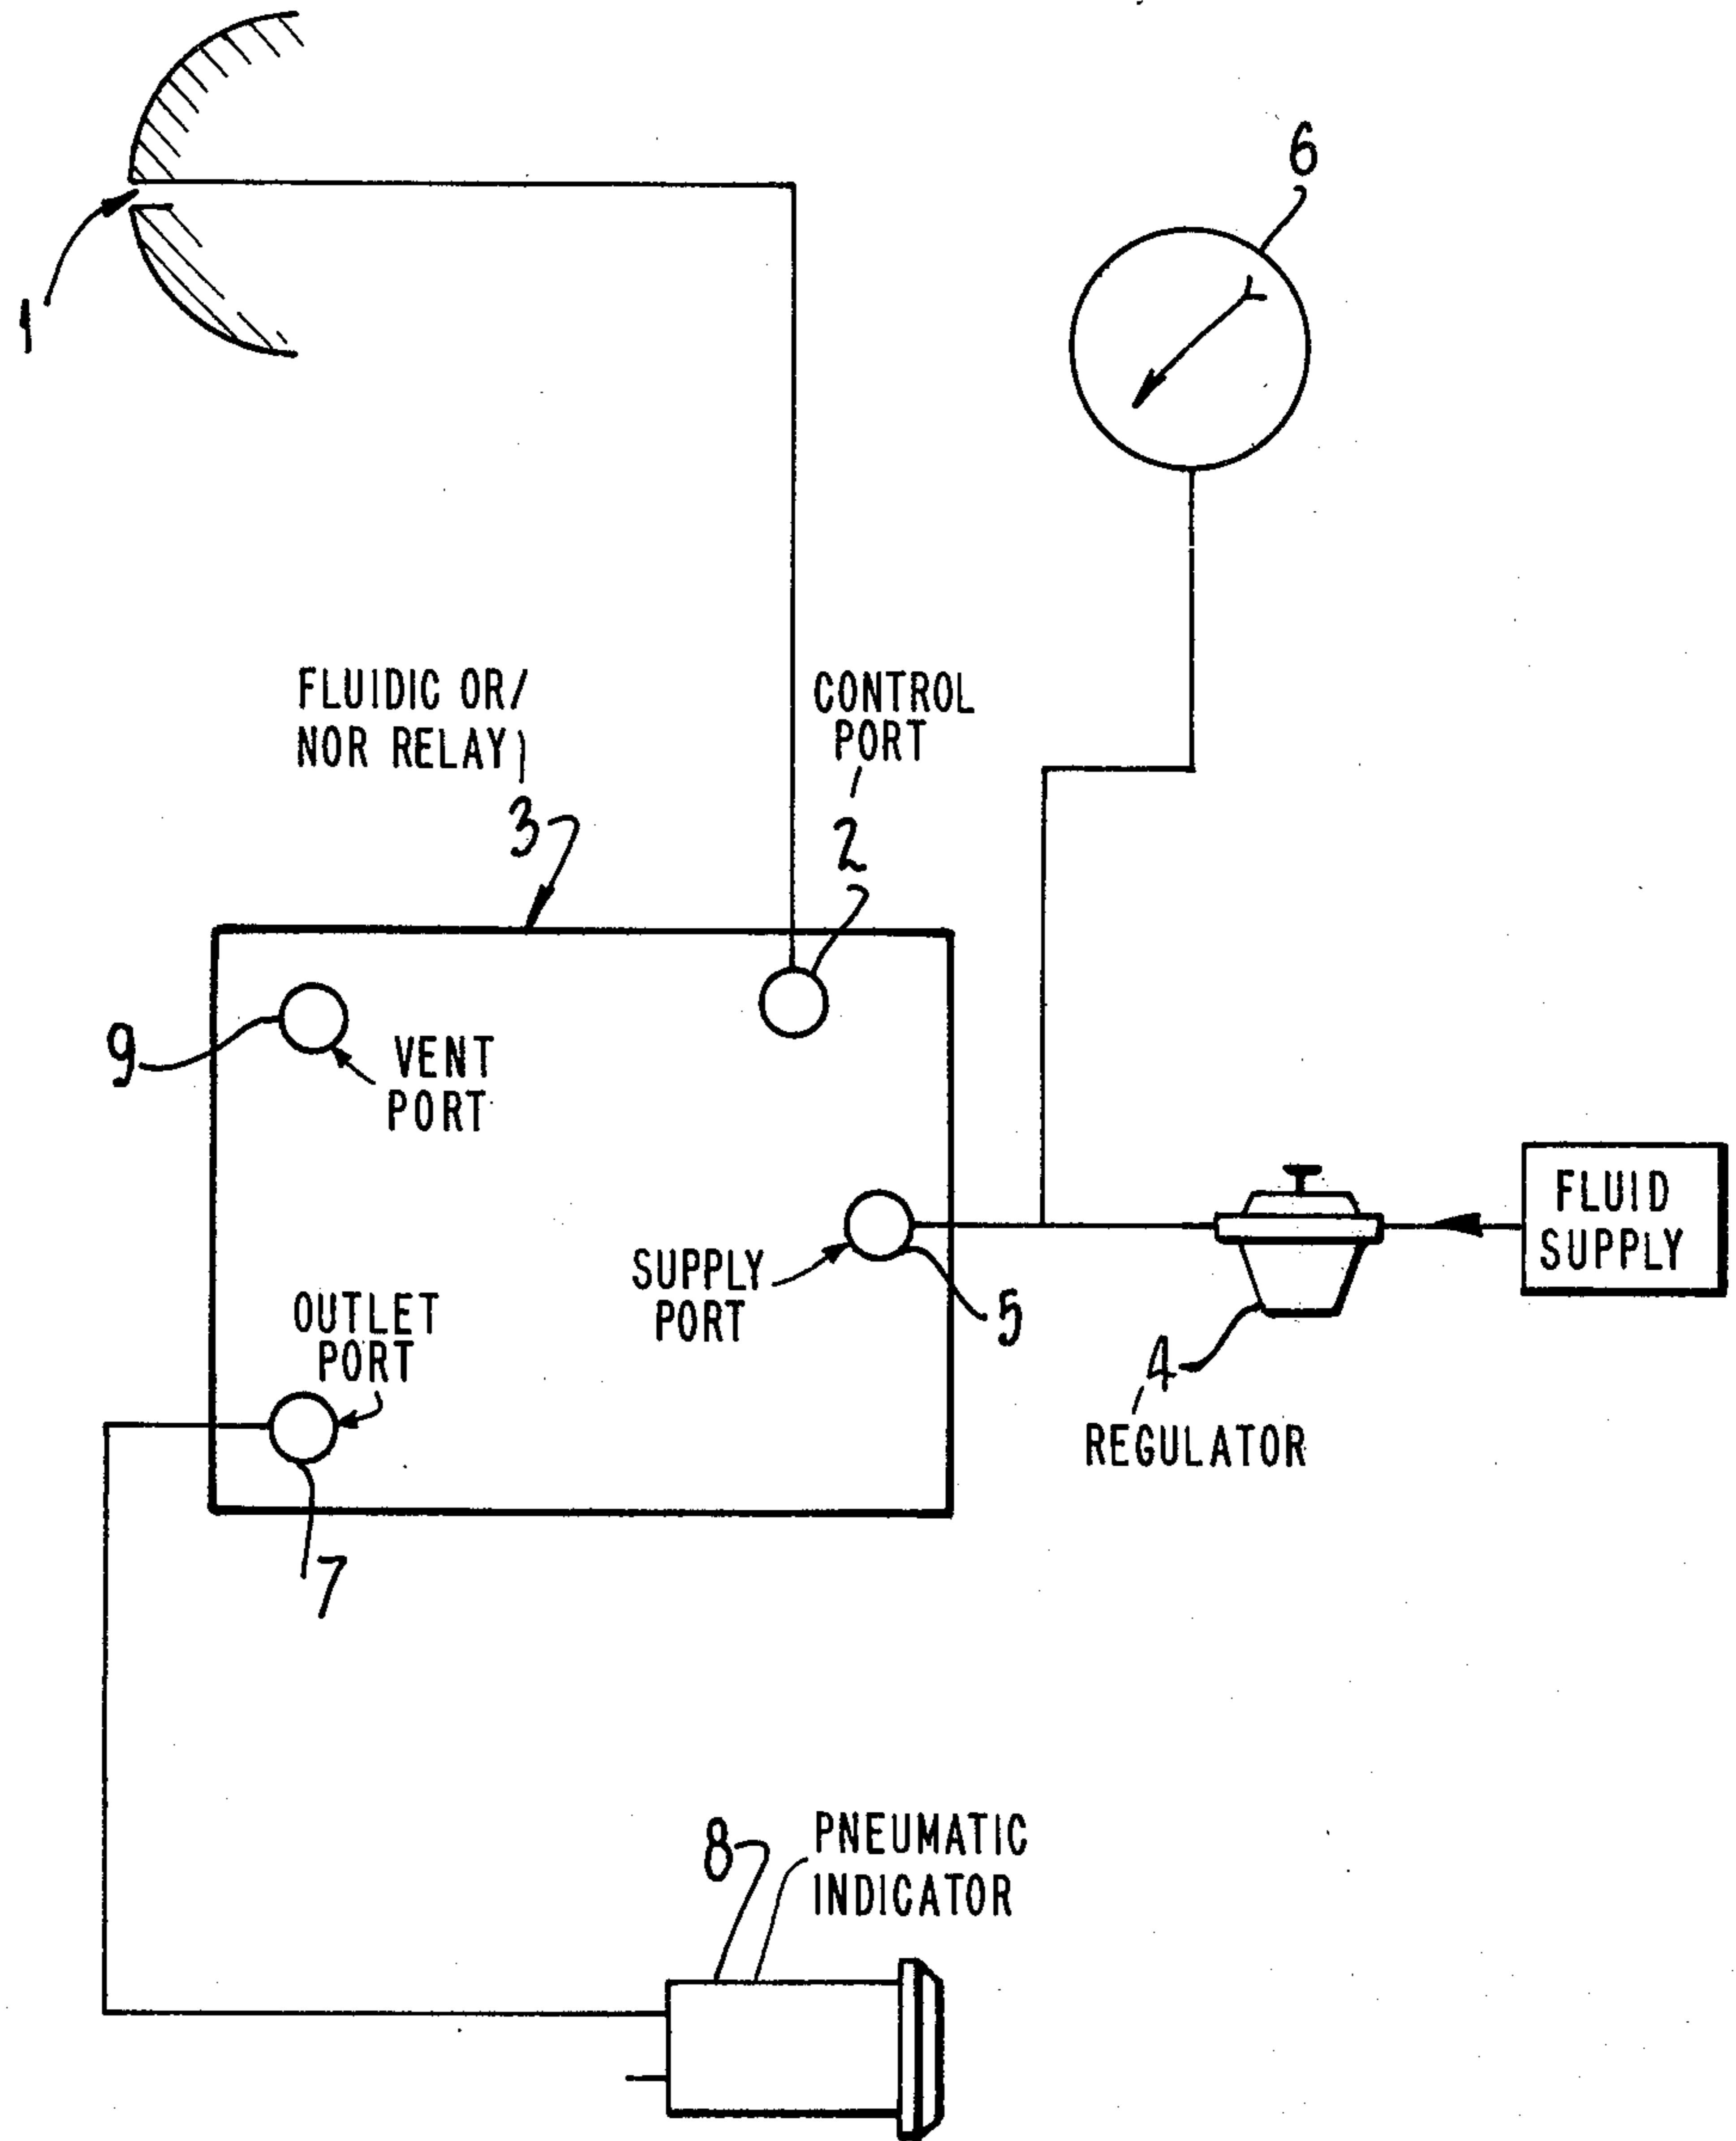 6
1
FLUIDIC OR/
NOR RELAY
3
CONTROL
PORT
2
9
VENT
PORT
FLUID
SUPPLY
SUPPLY
PORT
5
OUTLET
PORT
4
REGULATOR
7
8
PNEUMATIC
INDICATOR